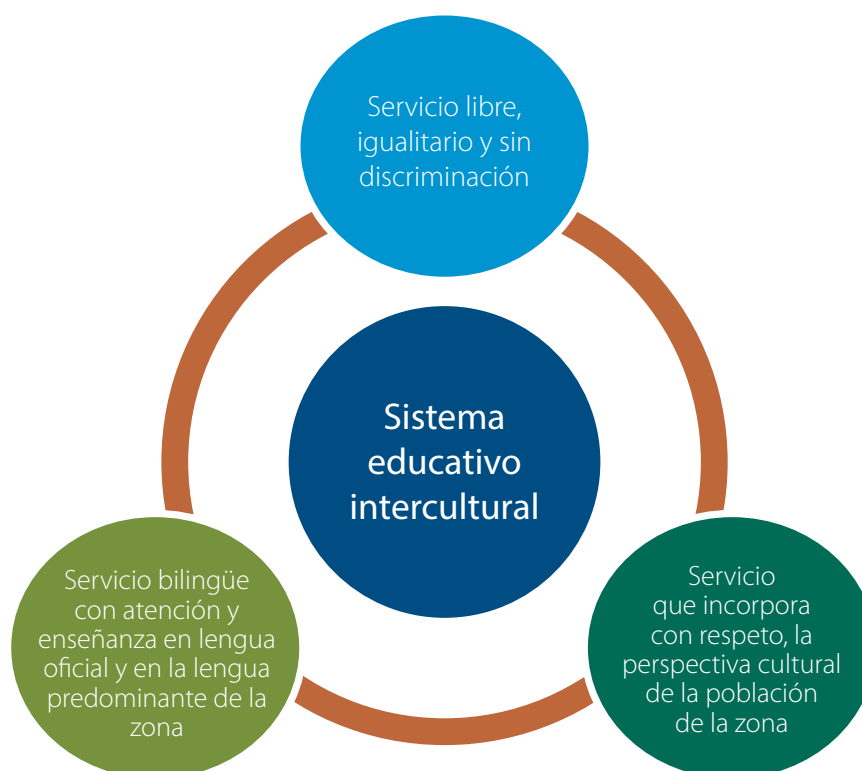 Servicio libre,
igualitario y sin
discriminación
Sistema
educativo
intercultural
Servicio bilingüe
con atención y
enseñanza en lengua
oficial y en la lengua
predominante de la
zona
Servicio
que incorpora
con respeto, la
perspectiva cultural
de la población
de la zona